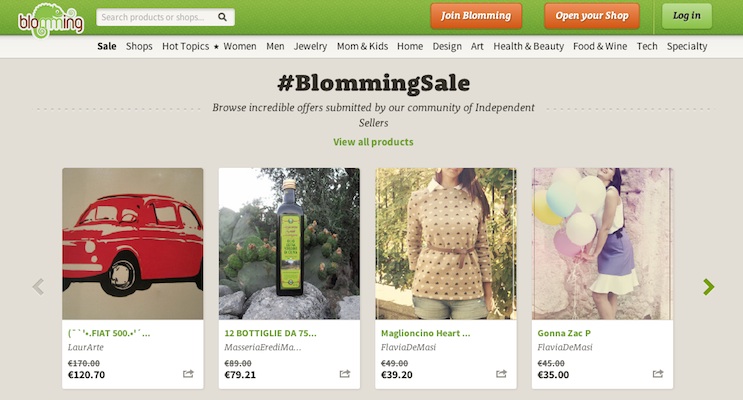 blomming
Search products or shops...
Join Blomming
Open your Shop
Log in
Sale Shops Hot Topics ★ Women Men Jewelry Mom & Kids Home Design Art Health & Beauty Food & Wine Tech Specialty
#BlommingSale
Browse incredible offers submitted by our community of Independent
Sellers
View all products
(¯`'•.FIAT 500.•'´...
LaurArte
€170.00
€120.70
12 BOTTIGLIE DA 75...
MasseriaErediMa...
€89.00
€79.21
Maglioncino Heart ...
FlaviaDeMasi
€49.00
€39.20
Gonna Zac P
FlaviaDeMasi
€45.00
€35.00